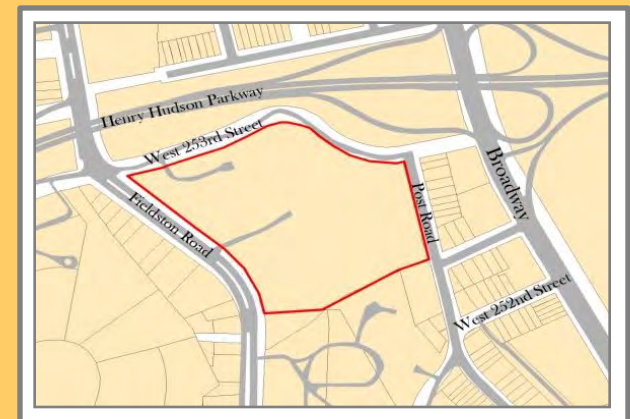 Henry Hudson Parkway
West 253rd Street
Broadway
Post Road
Fieldston Road
West 252nd Street